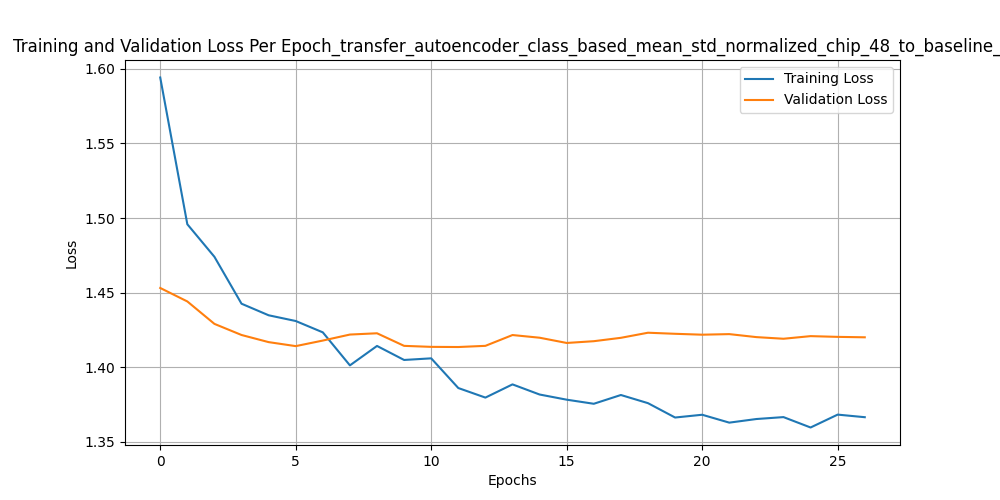 Training and Validation Loss Per Epoch_transfer_autoencoder_class_based_mean_std_normalized_chip_48_to_baseline_
Training Loss
Validation Loss
1.60
1.55
1.50
1.45
1.40
1.35
Loss
0 5 10 15 20 25
Epochs